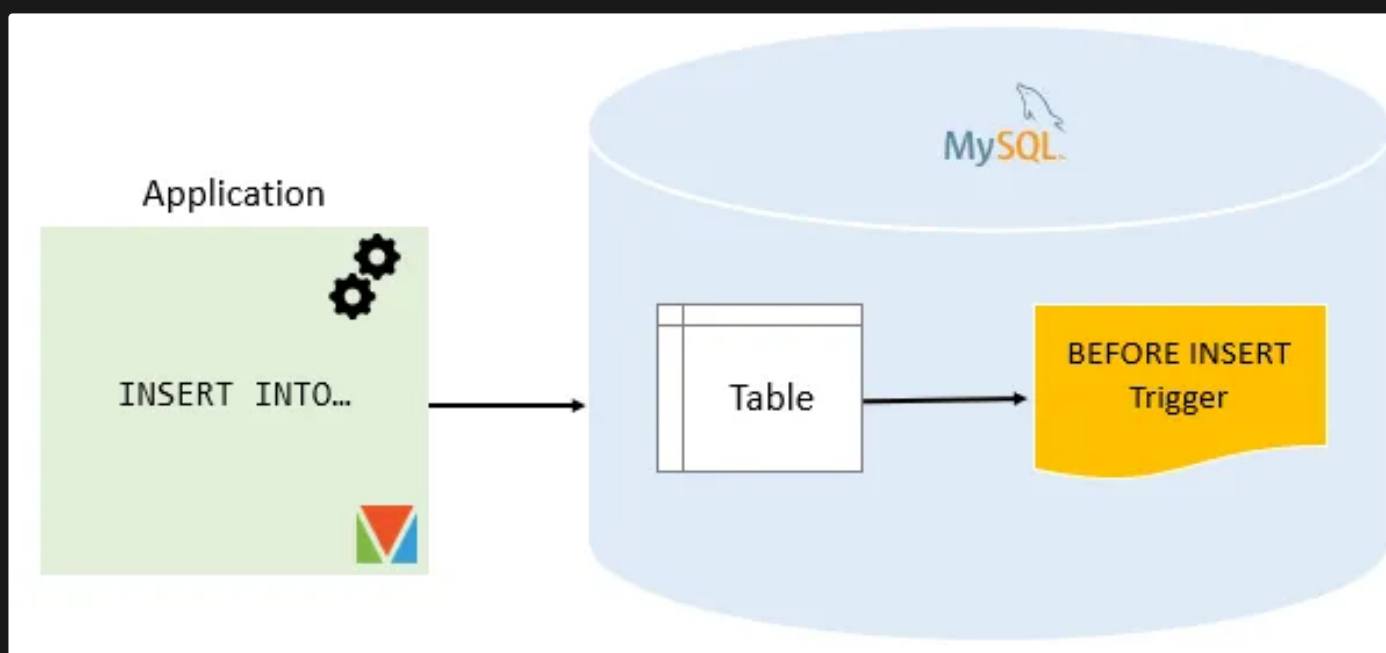 Application
INSERT INTO…
MySQL
Table
BEFORE INSERT
Trigger